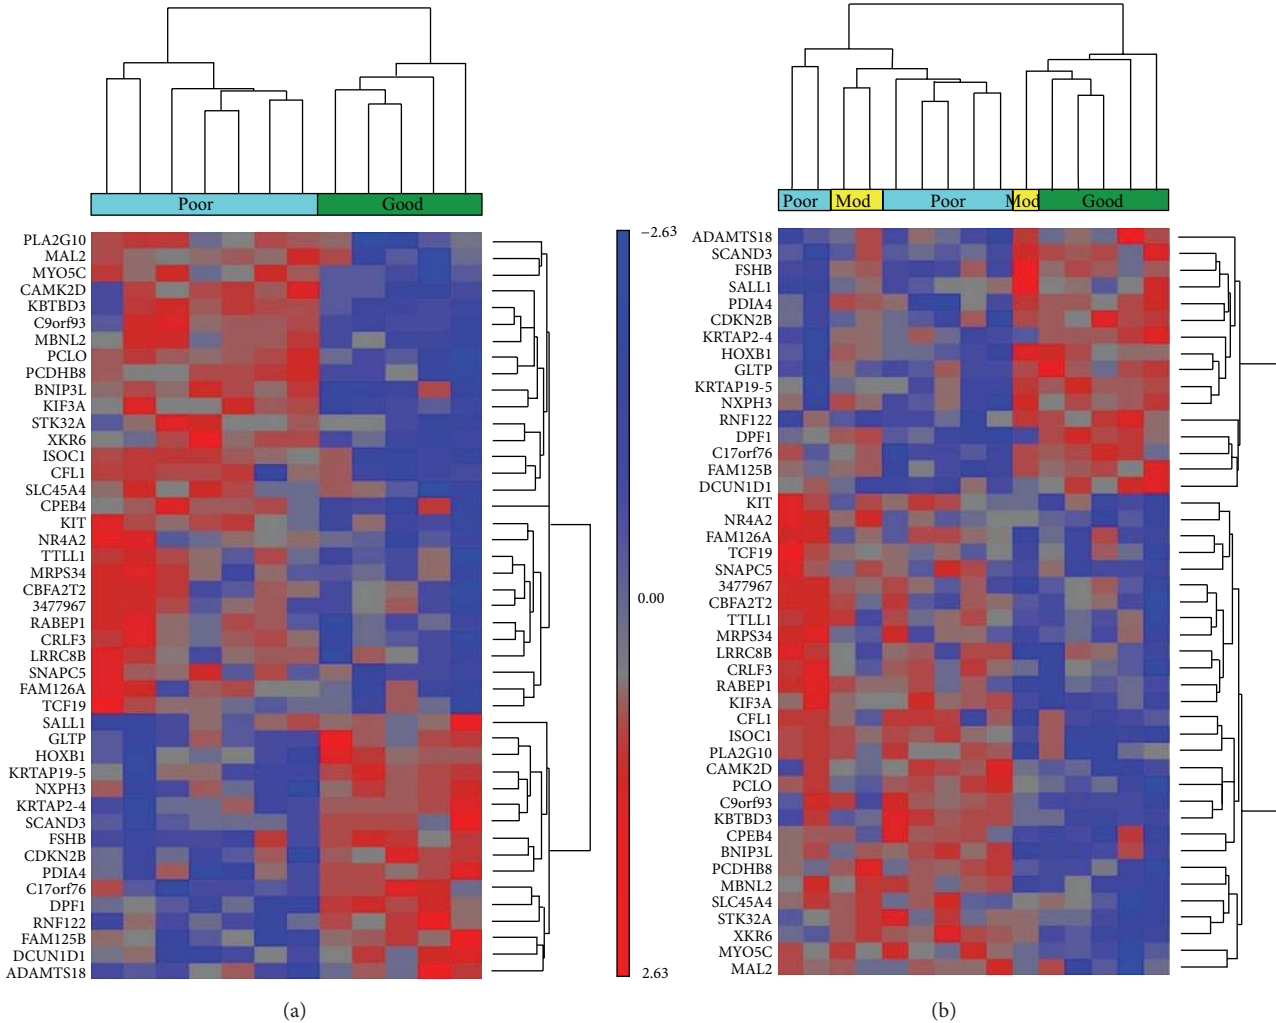 Poor
Good
PLA2G10
MAL2
MYO5C
CAMK2D
KBTBD3
C9orf93
MBNL2
PCLO
PCDHB8
BNIP3L
KIF3A
STK32A
XKR6
ISOC1
CFL1
SLC45A4
CPEB4
KIT
NR4A2
TTLL1
MRPS34
CBFA2T2
3477967
RABEP1
CRLF3
LRRC8B
SNAPC5
FAM126A
TCF19
SALL1
GLTP
HOXB1
KRTAP19-5
NXPH3
KRTAP2-4
SCAND3
FSHB
CDKN2B
PDIA4
C17orf76
DPF1
RNF122
FAM125B
DCUN1D1
ADAMTS18
(a)
−2.63
0.00
2.63
Poor
Mod
Poor
Mod
Good
ADAMTS18
SCAND3
FSHB
SALL1
PDIA4
CDKN2B
KRTAP2-4
HOXB1
GLTP
KRTAP19-5
NXPH3
RNF122
DPF1
C17orf76
FAM125B
DCUN1D1
KIT
NR4A2
FAM126A
TCF19
SNAPC5
3477967
CBFA2T2
TTLL1
MRPS34
LRRC8B
CRLF3
RABEP1
KIF3A
CFL1
ISOC1
PLA2G10
CAMK2D
PCLO
C9orf93
KBTBD3
CPEB4
BNIP3L
PCDHB8
MBNL2
SLC45A4
STK32A
XKR6
MYO5C
MAL2
(b)